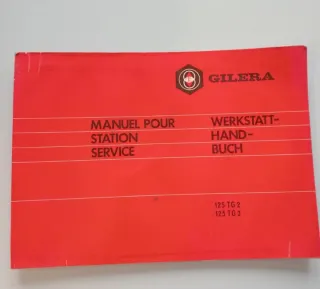 GILERA
MANUEL POUR
STATION
SERVICE
WERKSTATT-
HAND-
BUCH
125 TG 2
125 TG 3